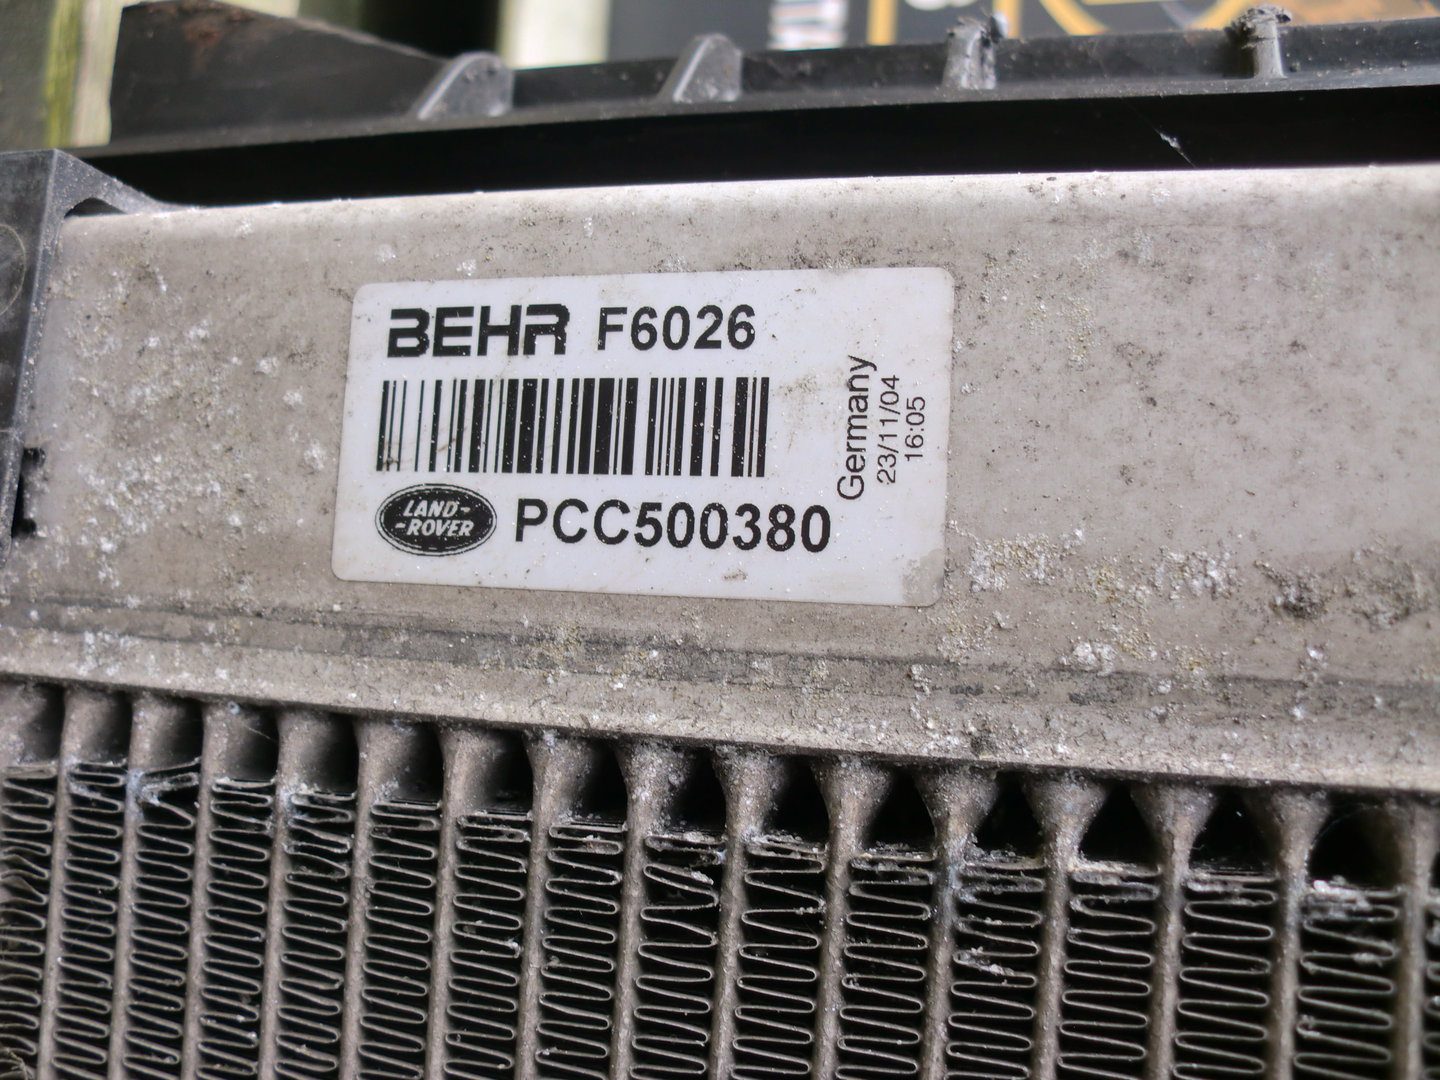 BEHR F6026
LAND-
-ROVER
PCC500380
Germany
23/11/04
16:05